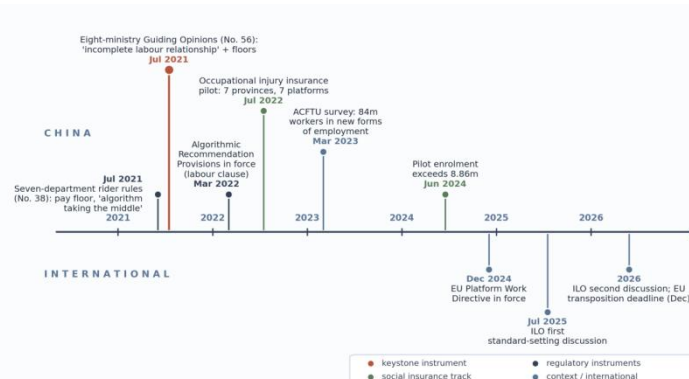 Eight-ministry Guiding Opinions (No. 56):
'incomplete labour relationship' + floors
Jul 2021
Occupational injury insurance
pilot: 7 provinces, 7 platforms
Jul 2022
ACFTU survey: 84m
workers in new forms
of employment
Mar 2023
CHINA
Algorithmic
Recommendation
Provisions in force
(labour clause)
Mar 2022
Pilot enrolment
exceeds 8.86m
Jun 2024
Jul 2021
Seven-department rider rules
(No. 38): pay floor, 'algorithm
taking the middle'
2021 2022 2023 2024 2025 2026
INTERNATIONAL
Dec 2024
EU Platform Work
Directive in force
2026
ILO second discussion; EU
transposition deadline (Dec)
Jul 2025
ILO first
standard-setting discussion
keystone instrument
regulatory instruments
social insurance track
context / international